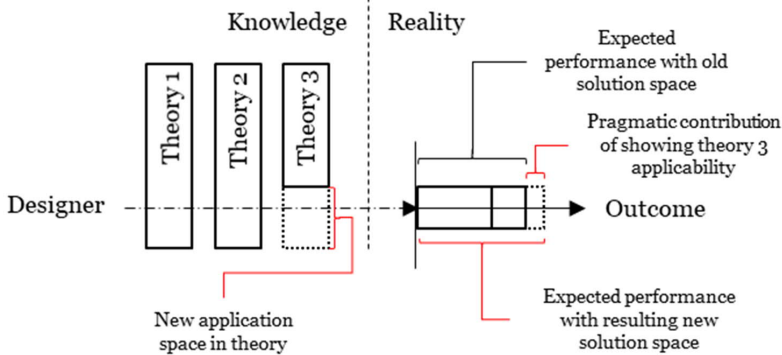 Knowledge
Reality
Theory 1
Theory 2
Theory 3
Expected
performance with old
solution space
Pragmatic contribution
of showing theory 3
applicability
Designer
Outcome
New application
space in theory
Expected performance
with resulting new
solution space